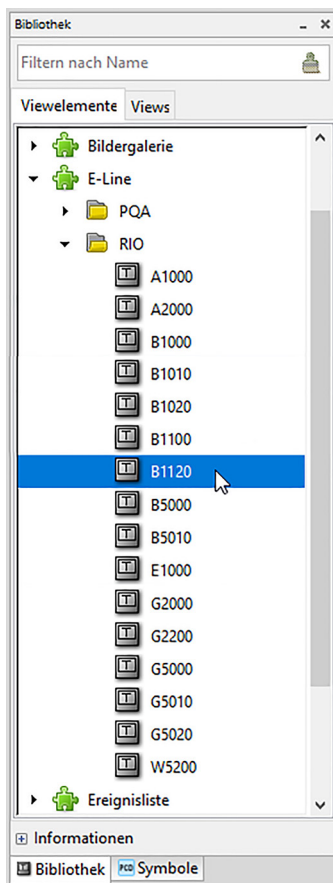 Bibliothek
Filtern nach Name
Viewelemente Views
Bildergalerie
E-Line
PQA
RIO
T A1000
T A2000
T B1000
T B1010
T B1020
T B1100
T B1120
T B5000
T B5010
T E1000
T G2000
T G2200
T G5000
T G5010
T G5020
T W5200
Ereignisliste
Informationen
Bibliothek PCD Symbole